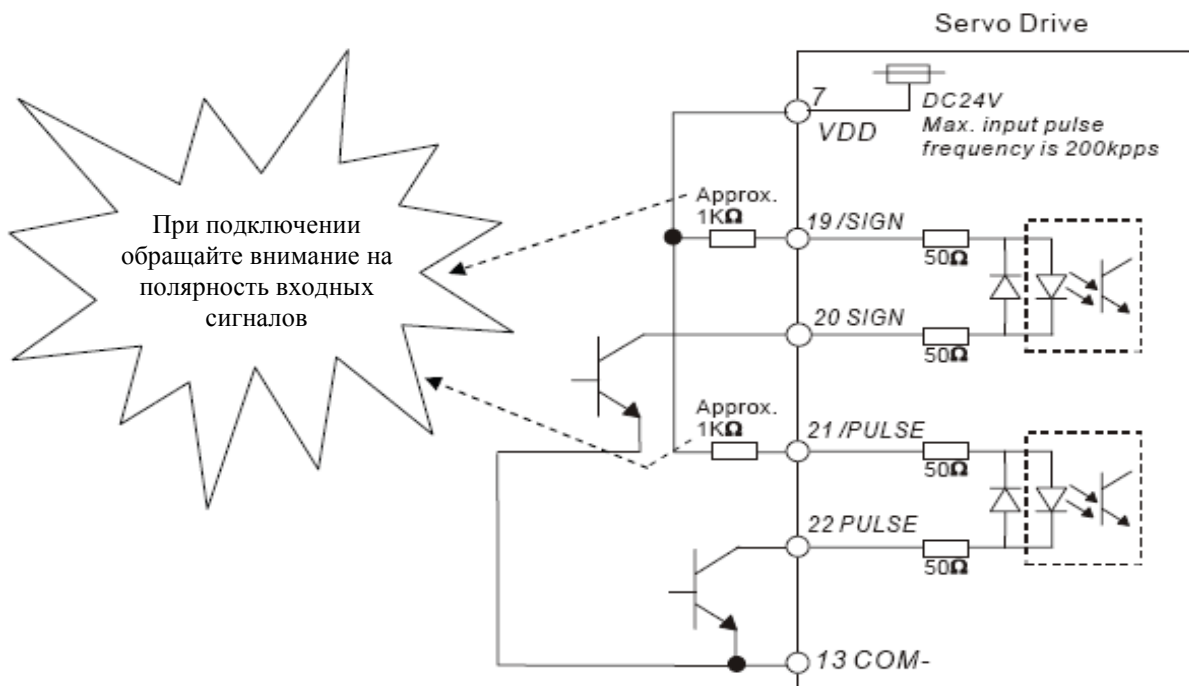 Servo Drive
7
VDD
DC24V
Max. input pulse
frequency is 200kpps
При подключении
обращайте внимание на
полярность входных
сигналов
Approx.
1KΩ
19 /SIGN
50Ω
20 SIGN
50Ω
Approx.
1KΩ
21 /PULSE
50Ω
22 PULSE
50Ω
13 COM-